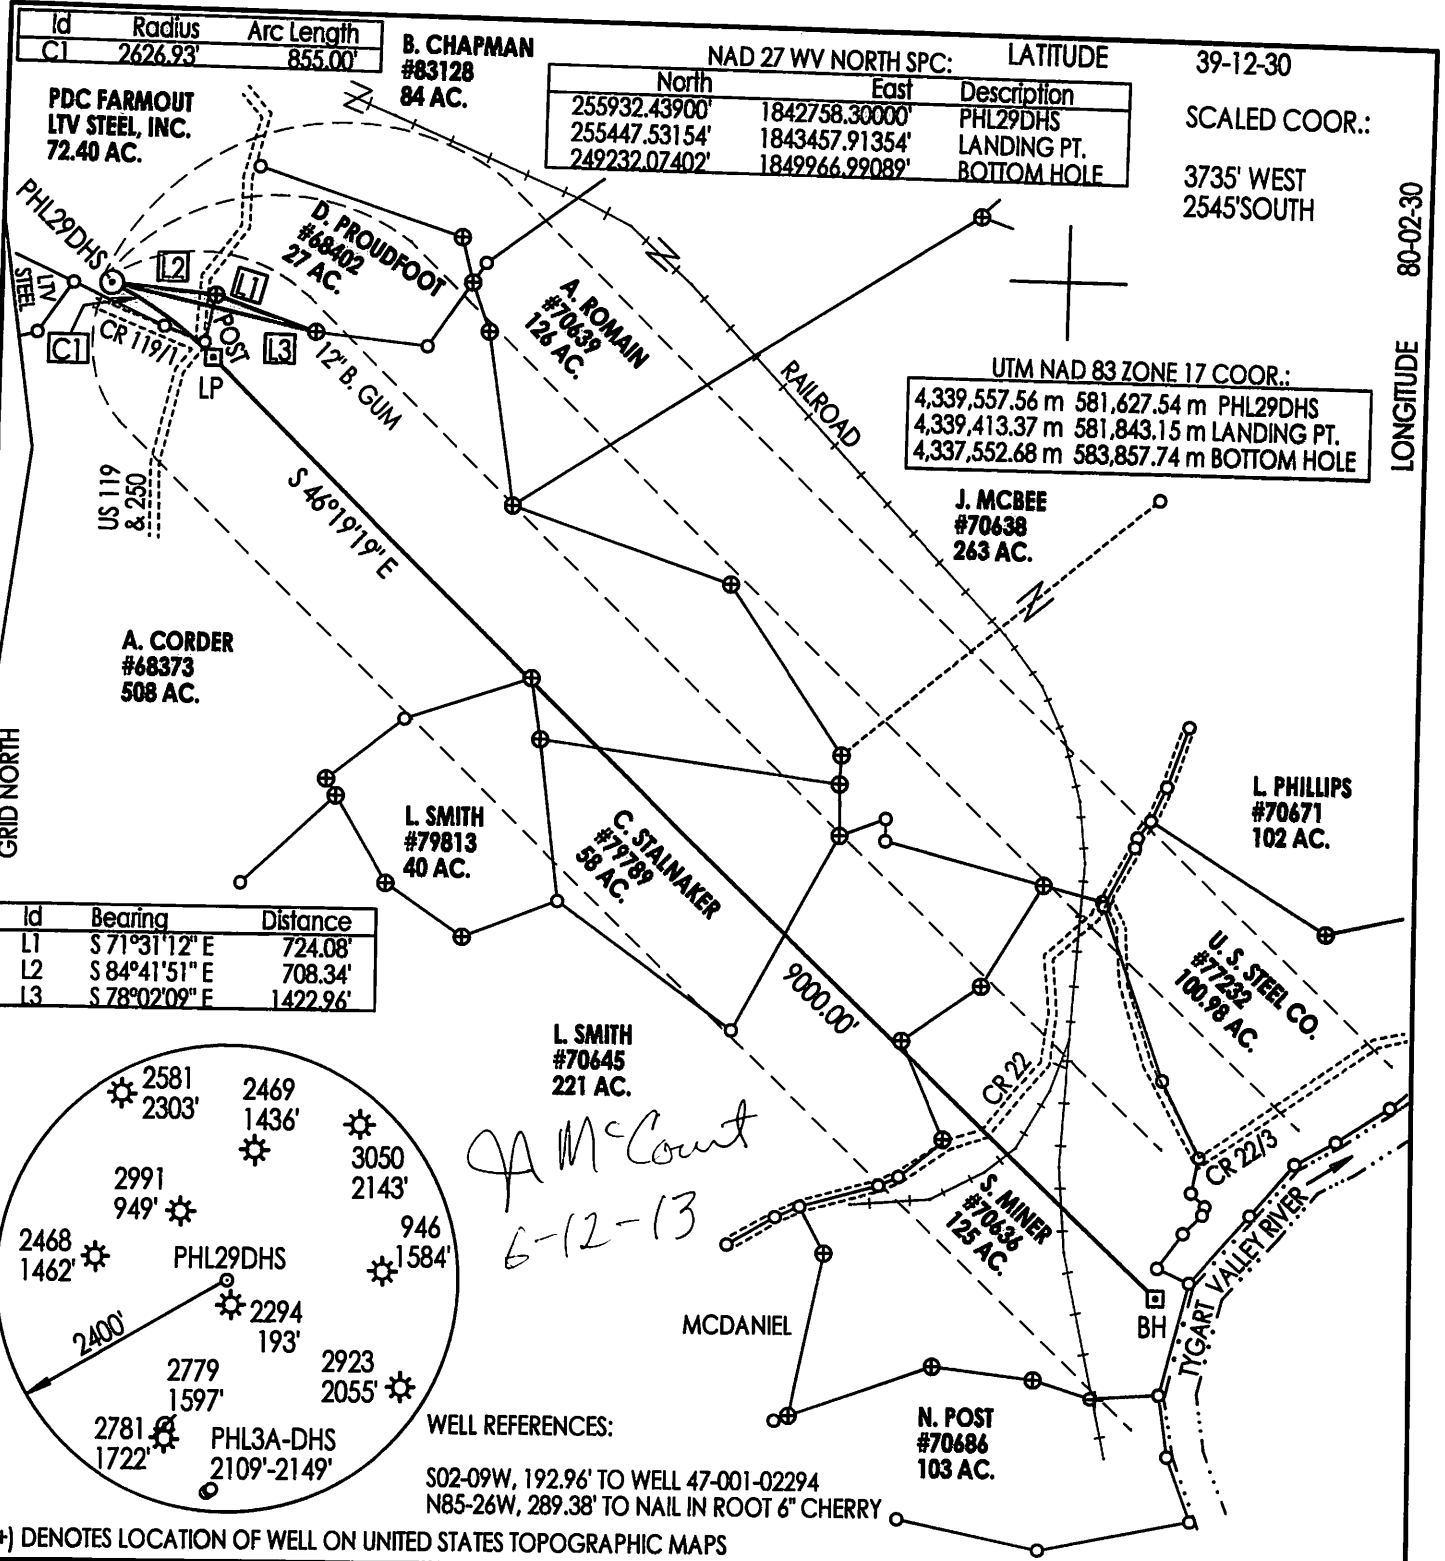 Id Radius Arc Length
C1 2626.93' 855.00'
B. CHAPMAN
#83128
84 AC.
NAD 27 WV NORTH SPC:
North East Description
255932.43900' 1842758.30000' PHL29DHS
255447.53154' 1843457.91354' LANDING PT.
249232.07402' 1849966.99089' BOTTOM HOLE
LATITUDE 39-12-30
SCALED COOR.:
3735' WEST
2545'SOUTH
LONGITUDE 80-02-30
PDC FARMOUT
LTV STEEL, INC.
72.40 AC.
PHL29DHS
LTV
STEEL
L2
L1
L3
C1
CR 119/1
POST
LP
12" B. GUM
D. PROUDFOOT
#68402
27 AC.
A. ROMAIN
#70639
126 AC.
RAILROAD
UTM NAD 83 ZONE 17 COOR.:
4,339,557.56 m 581,627.54 m PHL29DHS
4,339,413.37 m 581,843.15 m LANDING PT.
4,337,552.68 m 583,857.74 m BOTTOM HOLE
US 119
& 250
S 46°19'19" E
J. MCBEE
#70638
263 AC.
A. CORDER
#68373
508 AC.
GRID NORTH
L. SMITH
#79813
40 AC.
C. STALNAKER
#79789
58 AC.
L. PHILLIPS
#70671
102 AC.
Id Bearing Distance
L1 S 71°31'12" E 724.08'
L2 S 84°41'51" E 708.34'
L3 S 78°02'09" E 1422.96'
9000.00'
U. S. STEEL CO.
#77232
100.98 AC.
L. SMITH
#70645
221 AC.
CR 22
CR 22/3
TYGART VALLEY RIVER
McCourt
6-12-13
S. MINER
#70636
125 AC.
MCDANIEL
BH
N. POST
#70686
103 AC.
2581
2303'
2469
1436'
3050
2143'
2991
949'
2468
1462'
PHL29DHS
946
1584'
2294
193'
2400'
2779
1597'
2923
2055'
2781
1722'
PHL3A-DHS
2109'-2149'
WELL REFERENCES:
S02-09W, 192.96' TO WELL 47-001-02294
N85-26W, 289.38' TO NAIL IN ROOT 6" CHERRY
+) DENOTES LOCATION OF WELL ON UNITED STATES TOPOGRAPHIC MAPS